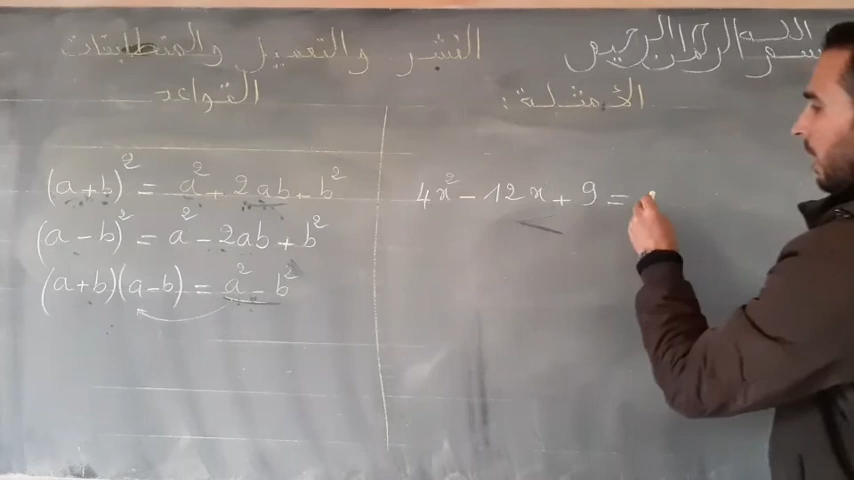 بسم الله الرحمن الرحيم
النشر والتعميل والمتطابقات
الأمثلة:
القواعد
(a+b)² = a² + 2ab + b²
(a-b)² = a² - 2ab + b²
(a+b)(a-b) = a² - b²
4x² - 12x + 9 =